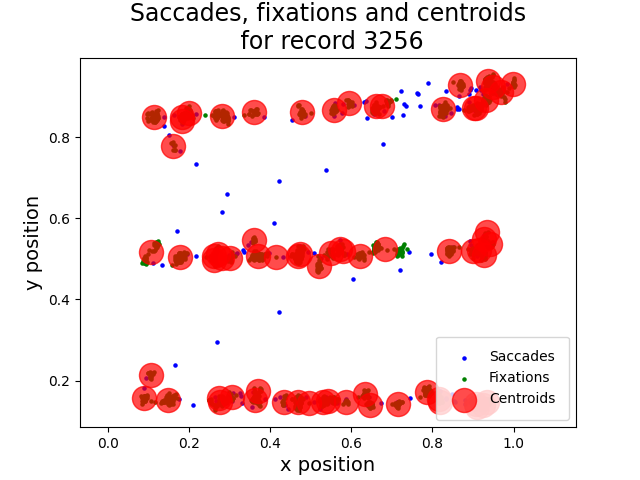 Saccades, fixations and centroids
for record 3256
y position
0.8
0.6
0.4
0.2
0.0
0.2
0.4
0.6
0.8
1.0
x position
Saccades
Fixations
Centroids